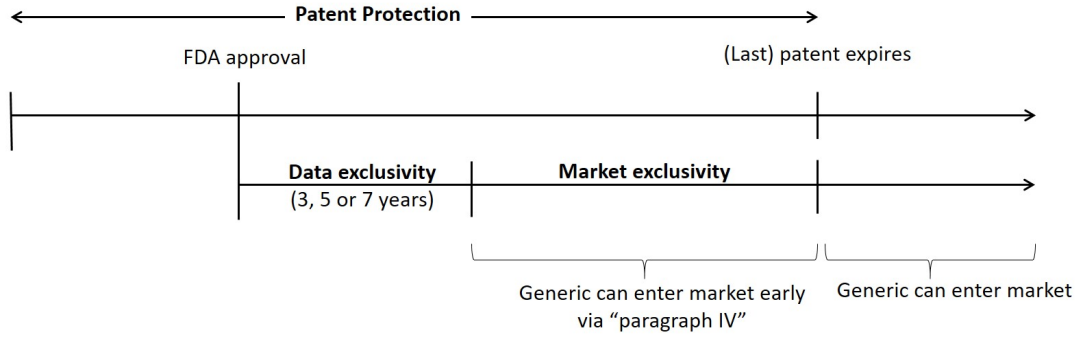 Patent Protection
FDA approval
(Last) patent expires
Data exclusivity
(3, 5 or 7 years)
Market exclusivity
Generic can enter market early
via “paragraph IV”
Generic can enter market